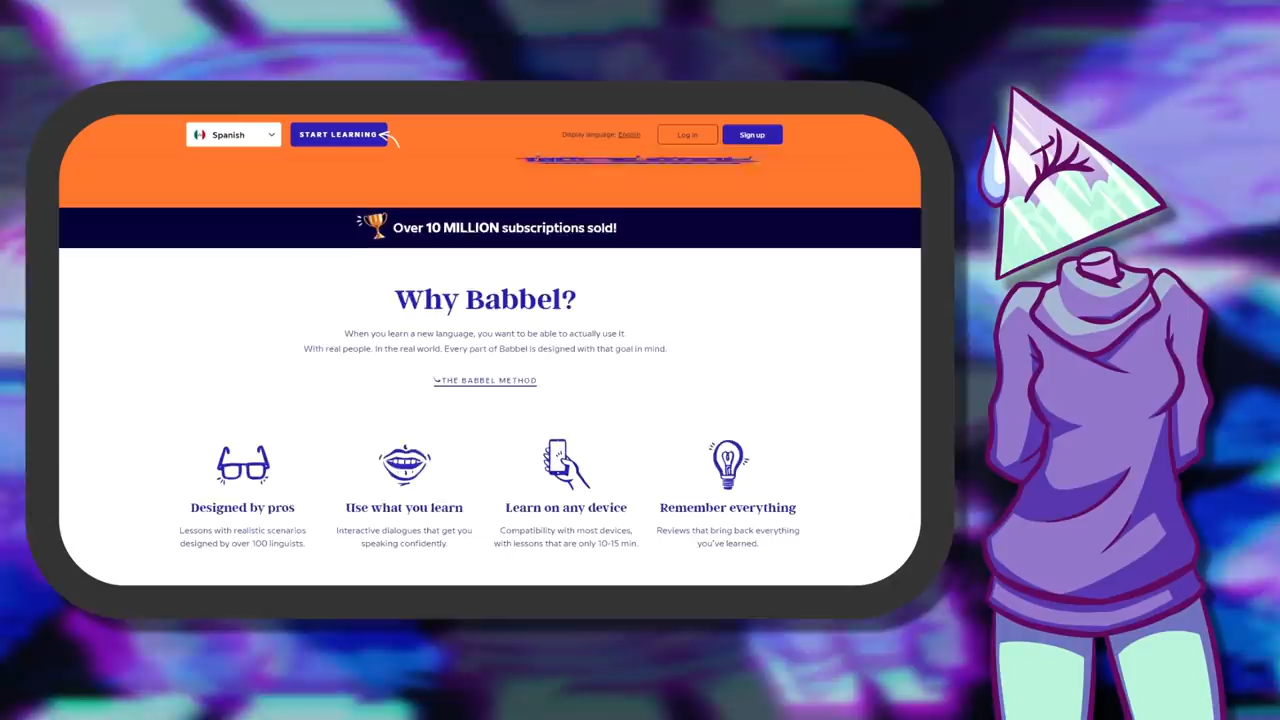 Spanish
START LEARNING
Display language: English
Log in
Sign up
Over 10 MILLION subscriptions sold!
Why Babbel?
When you learn a new language, you want to be able to actually use it.
With real people. In the real world. Every part of Babbel is designed with that goal in mind.
THE BABBEL METHOD
Designed by pros
Lessons with realistic scenarios
designed by over 100 linguists.
Use what you learn
Interactive dialogues that get you
speaking confidently.
Learn on any device
Compatibility with most devices,
with lessons that are only 10-15 min.
Remember everything
Reviews that bring back everything
you've learned.